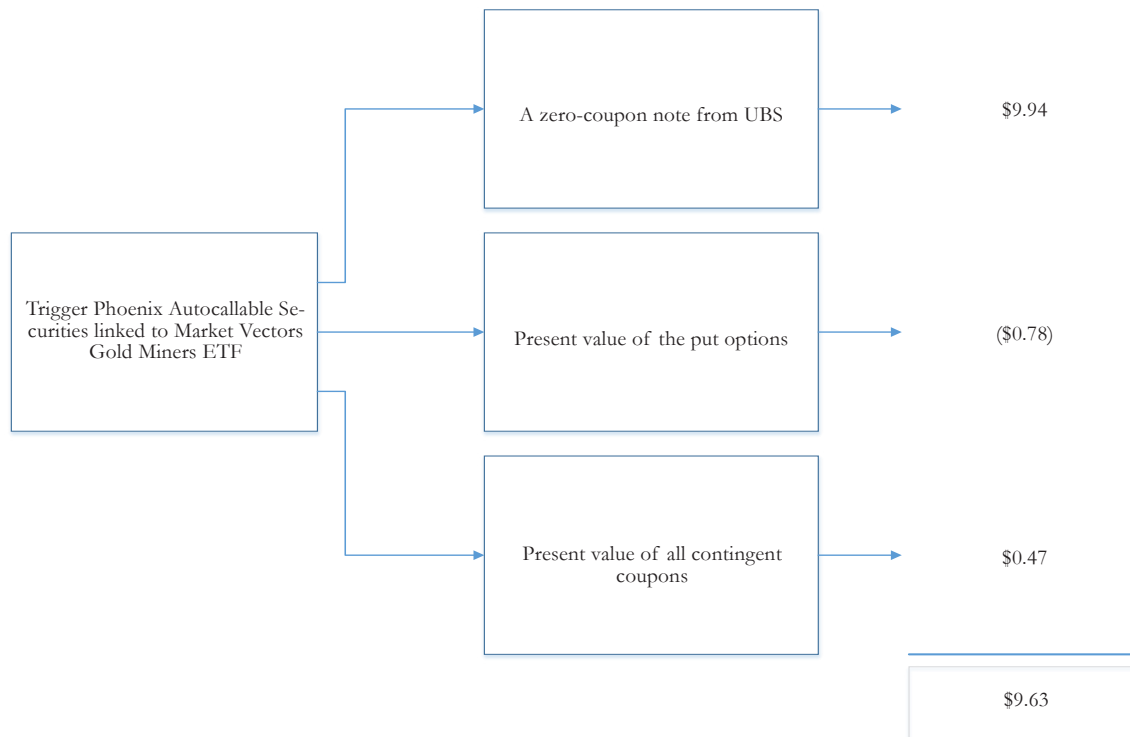 A zero-coupon note from UBS
$9.94
Trigger Phoenix Autocallable Se-
curities linked to Market Vectors
Gold Miners ETF
Present value of the put options
($0.78)
Present value of all contingent
coupons
$0.47
$9.63